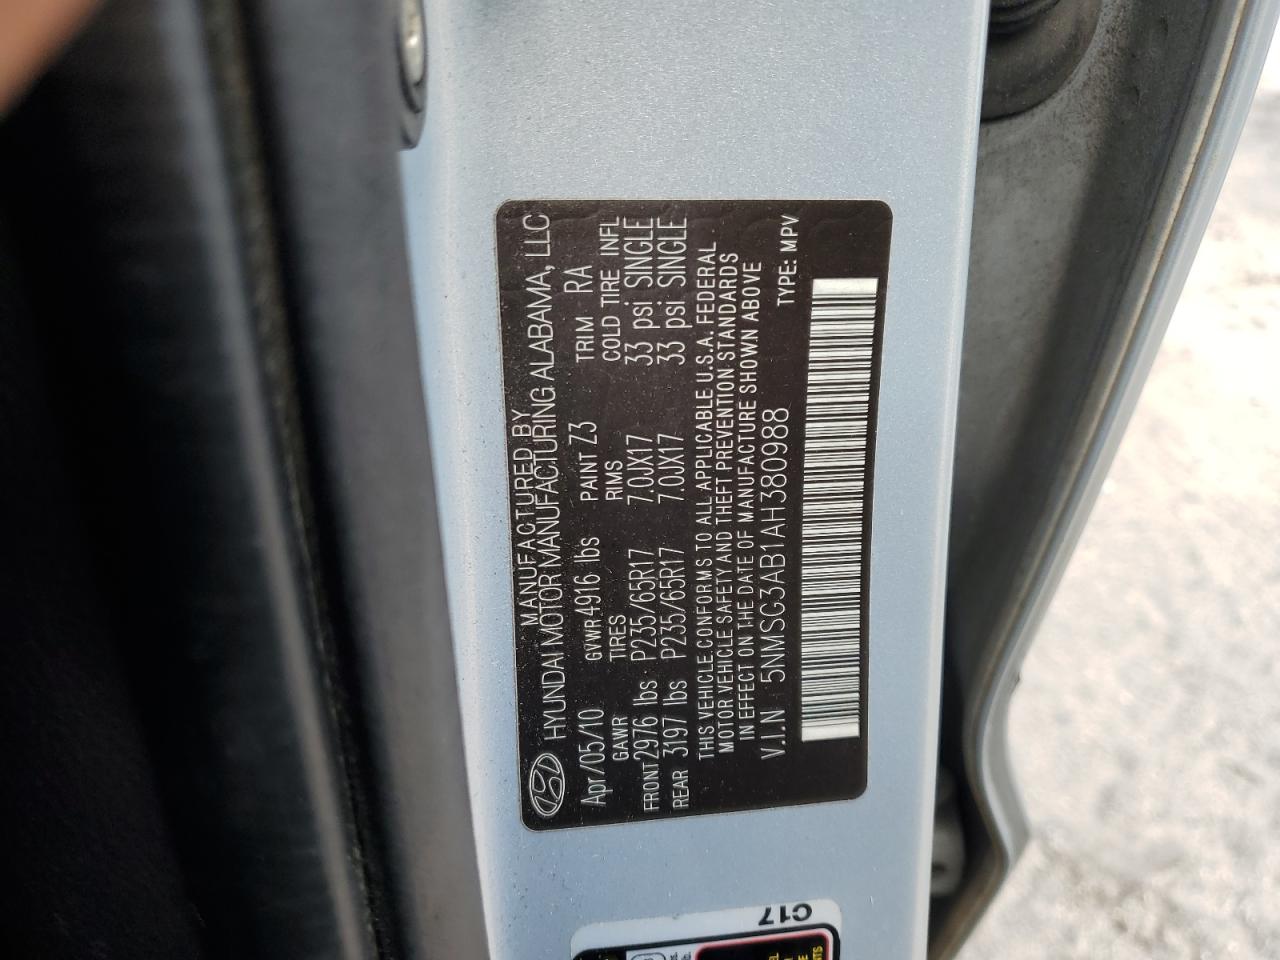 MANUFACTURED BY
HYUNDAI MOTOR MANUFACTURING ALABAMA, LLC
Apr/05/10 GVWR 4916 lbs PAINT Z3 TRIM RA
GAWR TIRES RIMS COLD TIRE INFL
FRONT 2976 lbs P235/65R17 7.0JX17 33 psi SINGLE
REAR 3197 lbs P235/65R17 7.0JX17 33 psi SINGLE
THIS VEHICLE CONFORMS TO ALL APPLICABLE U.S.A. FEDERAL
MOTOR VEHICLE SAFETY AND THEFT PREVENTION STANDARDS
IN EFFECT ON THE DATE OF MANUFACTURE SHOWN ABOVE
V.I.N 5NMSG3AB1AH380988 TYPE: MPV
C17